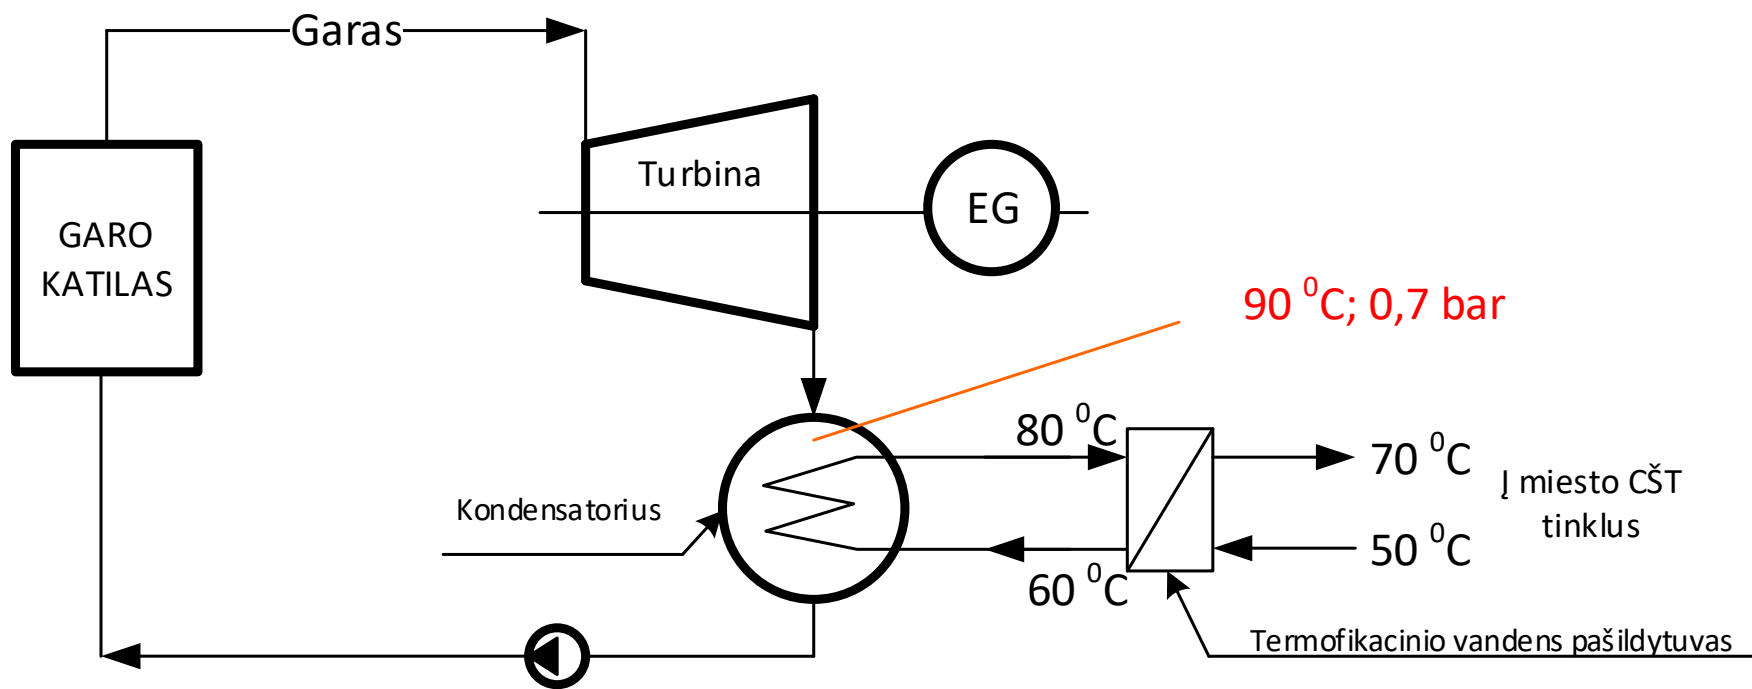 Garas
GARO
KATILAS
Turbina
EG
90 ⁰C; 0,7 bar
80 ⁰C
70 ⁰C
Į miesto CŠT
tinklus
Kondensatorius
60 ⁰C
50 ⁰C
Termofikacinio vandens pašildytuvas